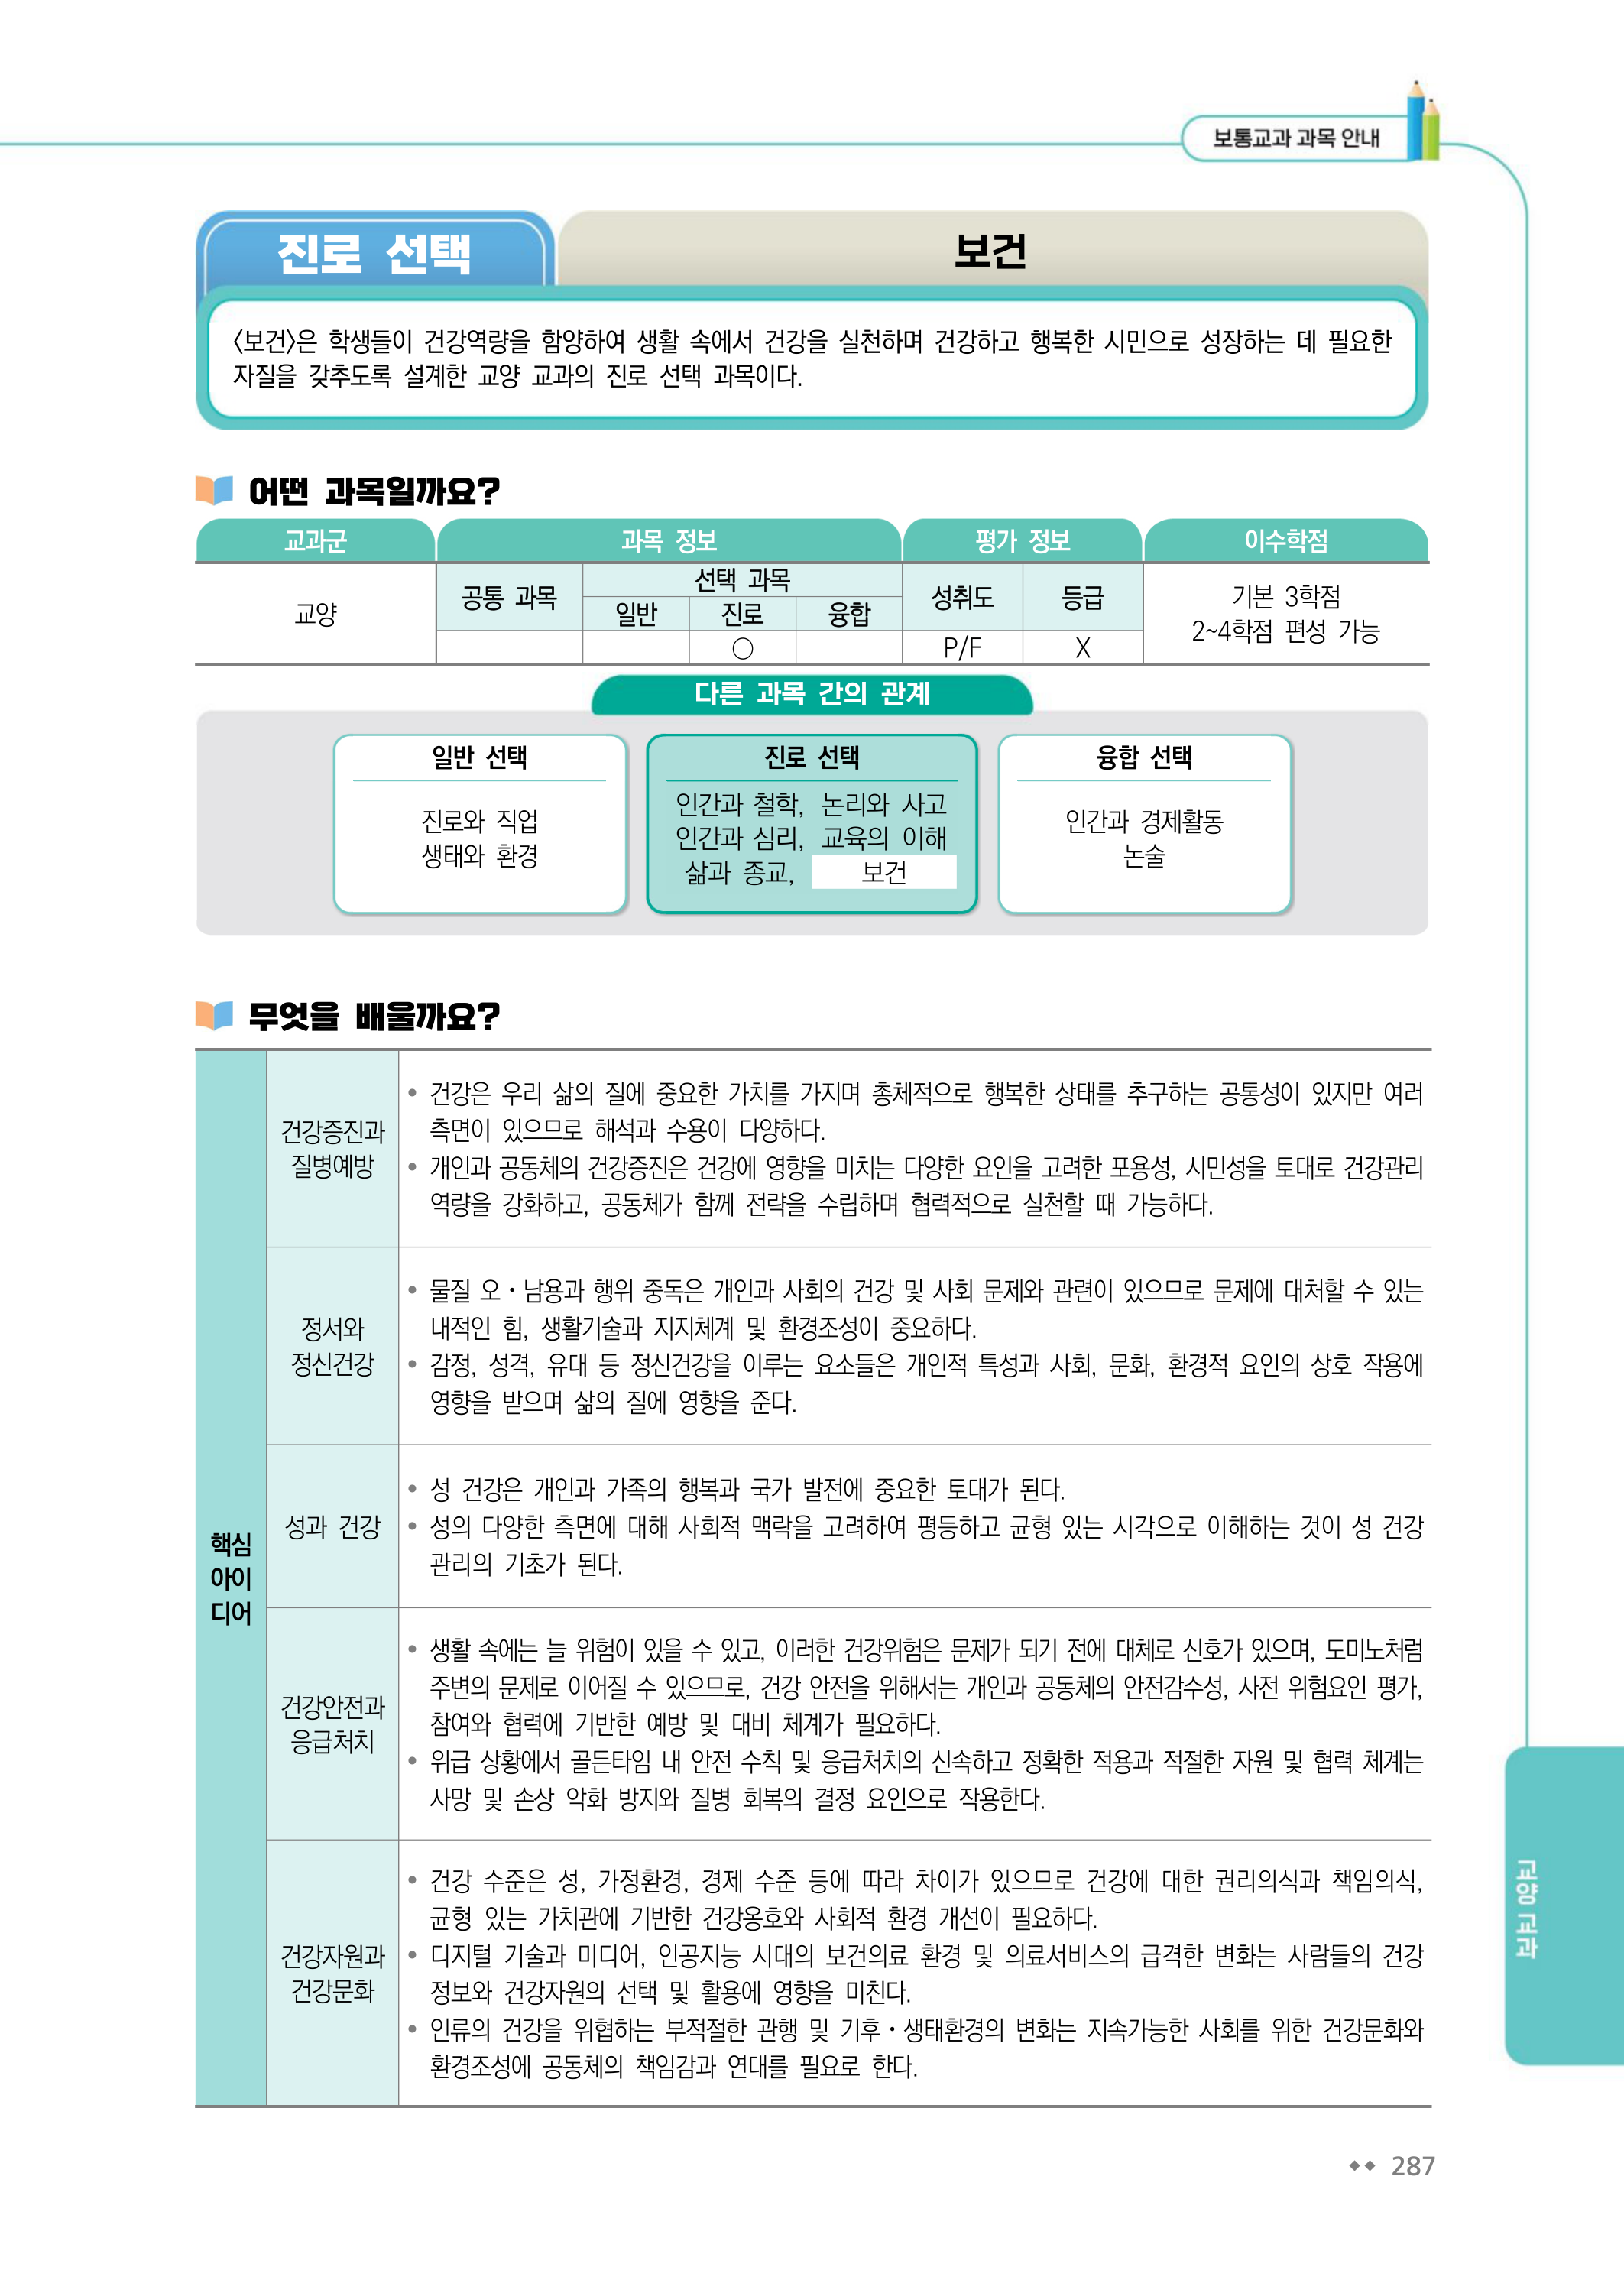 보통교과 과목 안내
진로 선택
보건
〈보건〉은 학생들이 건강역량을 함양하여 생활 속에서 건강을 실천하며 건강하고 행복한 시민으로 성장하는 데 필요한
자질을 갖추도록 설계한 교양 교과의 진로 선택 과목이다.
어떤 과목일까요?
교과군 과목 정보 평가 정보 이수학점
교양
공통 과목
선택 과목
일반 진로 융합
성취도 등급
○ P/F X
기본 3학점
2~4학점 편성 가능
다른 과목 간의 관계
일반 선택
진로와 직업
생태와 환경
진로 선택
인간과 철학, 논리와 사고
인간과 심리, 교육의 이해
삶과 종교, 보건
융합 선택
인간과 경제활동
논술
무엇을 배울까요?
핵심
아이
디어
건강증진과
질병예방
• 건강은 우리 삶의 질에 중요한 가치를 가지며 총체적으로 행복한 상태를 추구하는 공통성이 있지만 여러
측면이 있으므로 해석과 수용이 다양하다.
• 개인과 공동체의 건강증진은 건강에 영향을 미치는 다양한 요인을 고려한 포용성, 시민성을 토대로 건강관리
역량을 강화하고, 공동체가 함께 전략을 수립하며 협력적으로 실천할 때 가능하다.
정서와
정신건강
• 물질 오·남용과 행위 중독은 개인과 사회의 건강 및 사회 문제와 관련이 있으므로 문제에 대처할 수 있는
내적인 힘, 생활기술과 지지체계 및 환경조성이 중요하다.
• 감정, 성격, 유대 등 정신건강을 이루는 요소들은 개인적 특성과 사회, 문화, 환경적 요인의 상호 작용에
영향을 받으며 삶의 질에 영향을 준다.
성과 건강
• 성 건강은 개인과 가족의 행복과 국가 발전에 중요한 토대가 된다.
• 성의 다양한 측면에 대해 사회적 맥락을 고려하여 평등하고 균형 있는 시각으로 이해하는 것이 성 건강
관리의 기초가 된다.
건강안전과
응급처치
• 생활 속에는 늘 위험이 있을 수 있고, 이러한 건강위험은 문제가 되기 전에 대체로 신호가 있으며, 도미노처럼
주변의 문제로 이어질 수 있으므로, 건강 안전을 위해서는 개인과 공동체의 안전감수성, 사전 위험요인 평가,
참여와 협력에 기반한 예방 및 대비 체계가 필요하다.
• 위급 상황에서 골든타임 내 안전 수칙 및 응급처치의 신속하고 정확한 적용과 적절한 자원 및 협력 체계는
사망 및 손상 악화 방지와 질병 회복의 결정 요인으로 작용한다.
건강자원과
건강문화
• 건강 수준은 성, 가정환경, 경제 수준 등에 따라 차이가 있으므로 건강에 대한 권리의식과 책임의식,
균형 있는 가치관에 기반한 건강옹호와 사회적 환경 개선이 필요하다.
• 디지털 기술과 미디어, 인공지능 시대의 보건의료 환경 및 의료서비스의 급격한 변화는 사람들의 건강
정보와 건강자원의 선택 및 활용에 영향을 미친다.
• 인류의 건강을 위협하는 부적절한 관행 및 기후·생태환경의 변화는 지속가능한 사회를 위한 건강문화와
환경조성에 공동체의 책임감과 연대를 필요로 한다.
교양 교과
287